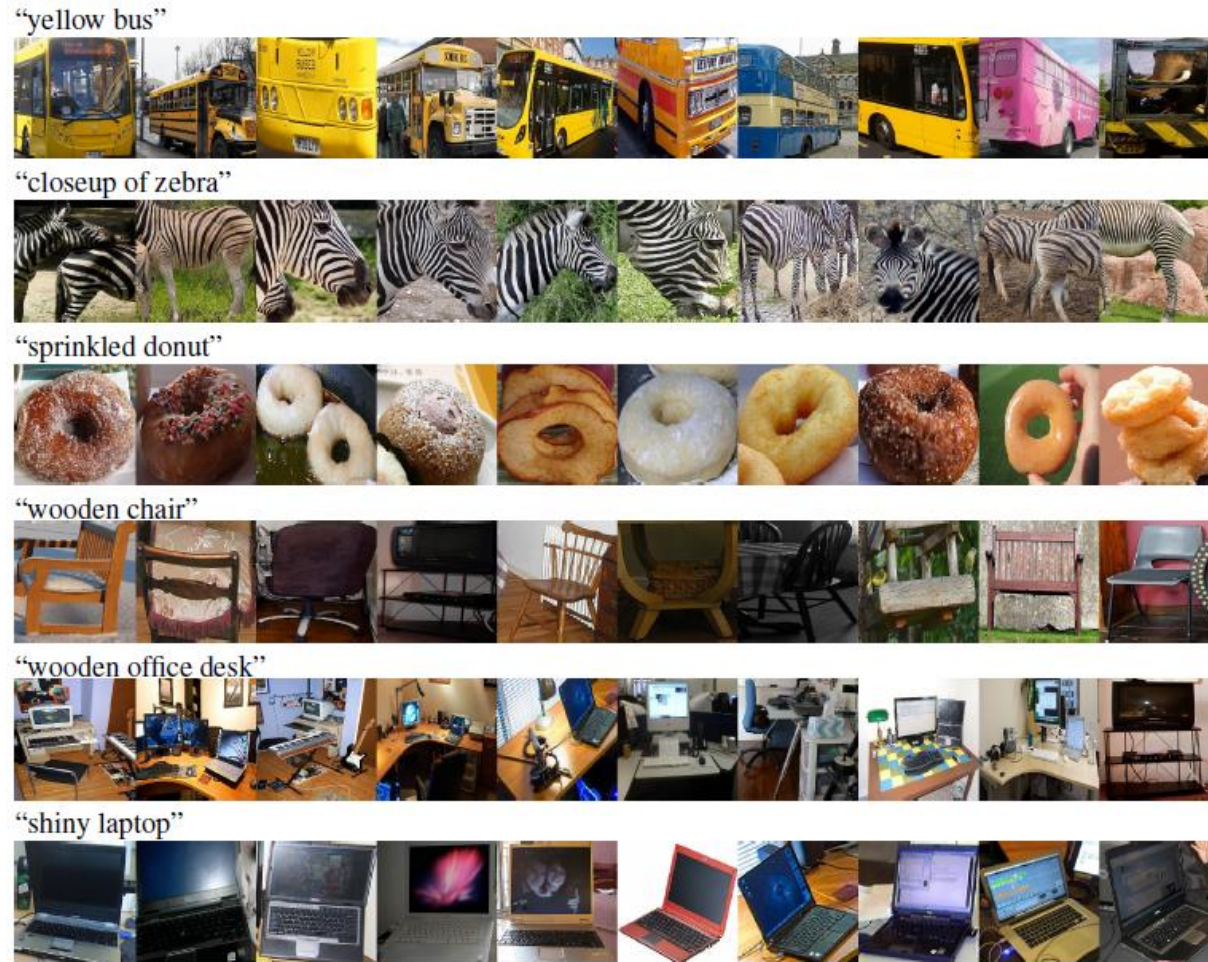 “yellow bus”
“closeup of zebra”
“sprinkled donut”
“wooden chair”
“wooden office desk”
“shiny laptop”